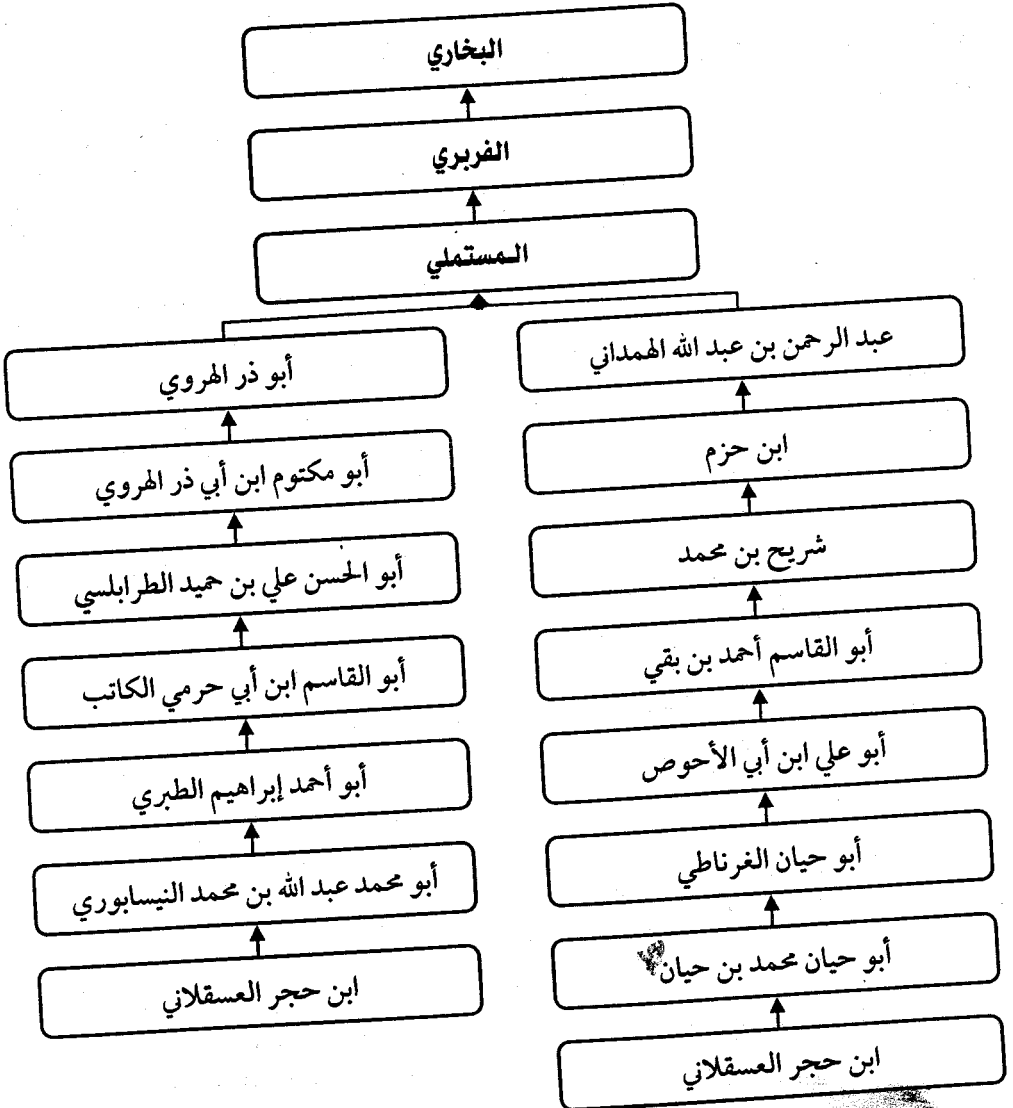 البخاري
الفربري
المستملي
عبد الرحمن بن عبد الله الهمداني
ابن حزم
شريح بن محمد
أبو القاسم أحمد بن بقي
أبو علي ابن أبي الأحوص
أبو حيان الغرناطي
أبو حيان محمد بن حيان
ابن حجر العسقلاني
أبو ذر الهروي
أبو مكتوم ابن أبي ذر الهروي
أبو الحسن علي بن حميد الطرابلسي
أبو القاسم ابن أبي حرمي الكاتب
أبو أحمد إبراهيم الطبري
أبو محمد عبد الله بن محمد النيسابوري
ابن حجر العسقلاني